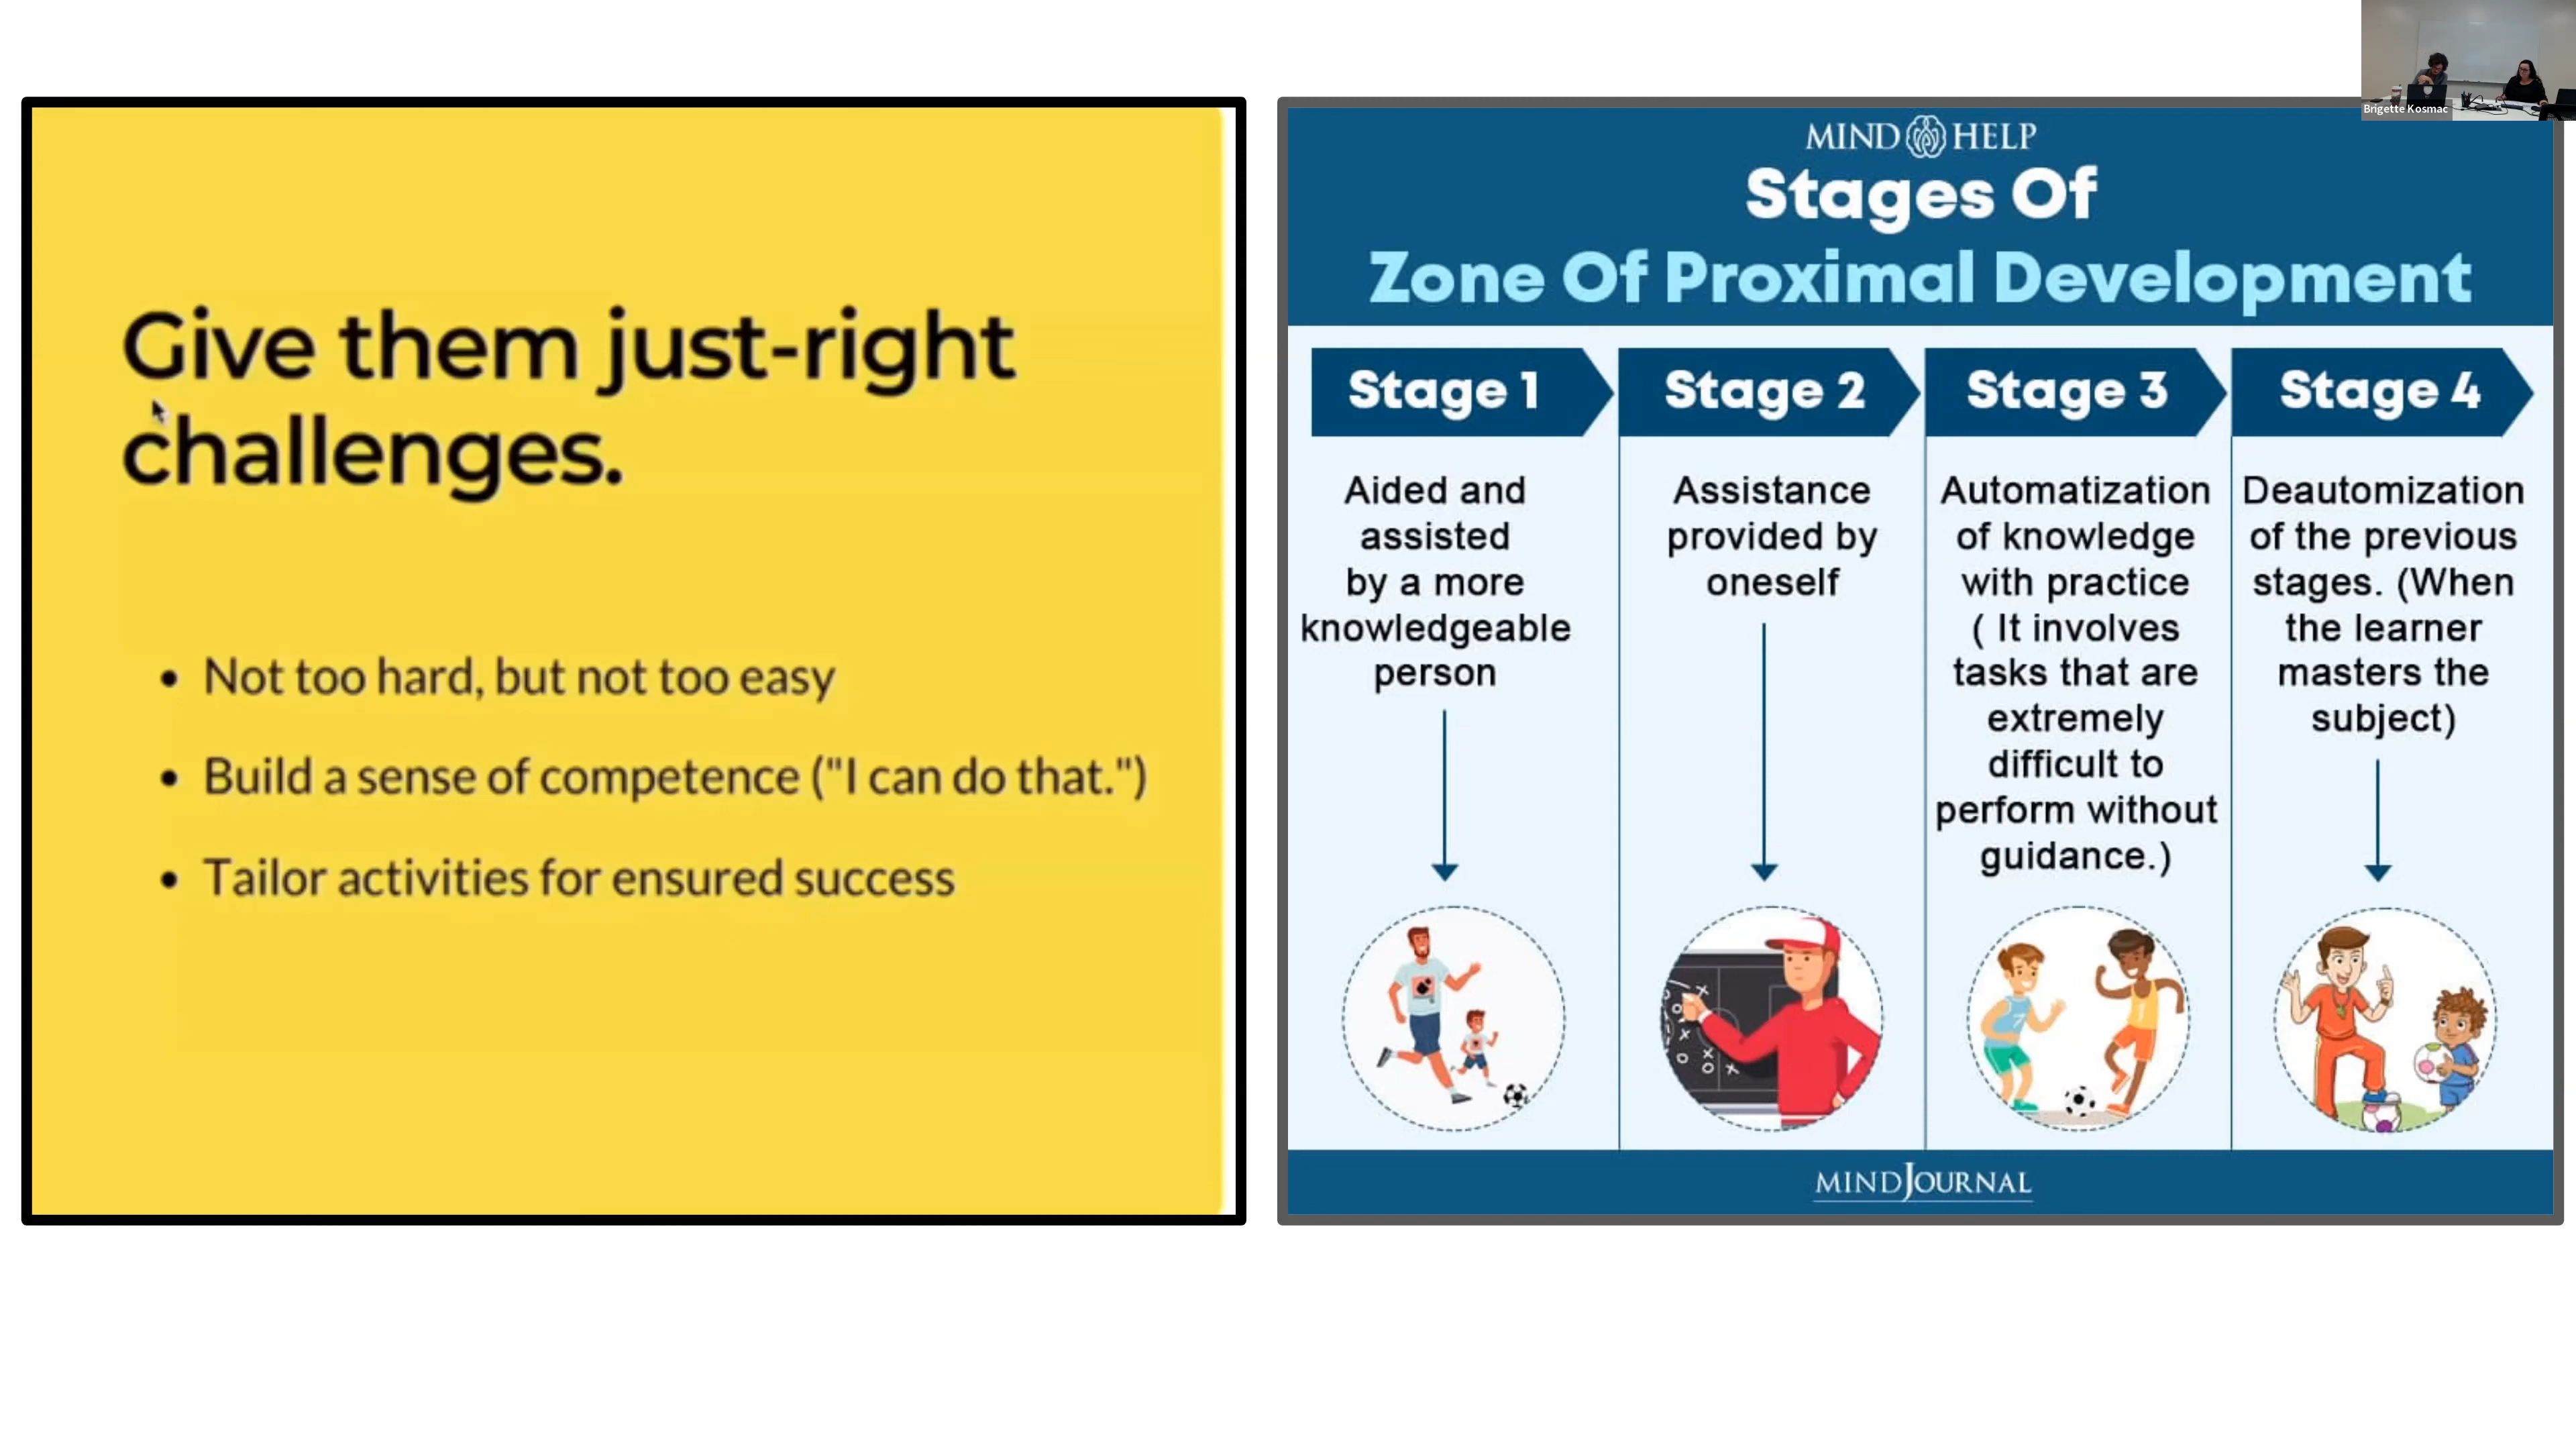 Give them just-right
challenges.
• Not too hard, but not too easy
• Build a sense of competence ("I can do that.")
• Tailor activities for ensured success
MIND HELP
Stages Of
Zone Of Proximal Development
Stage 1
Aided and
assisted
by a more
knowledgeable
person
Stage 2
Assistance
provided by
oneself
Stage 3
Automatization
of knowledge
with practice
( It involves
tasks that are
extremely
difficult to
perform without
guidance.)
Stage 4
Deautomization
of the previous
stages. (When
the learner
masters the
subject)
MINDJOURNAL
Brigette Kosmac